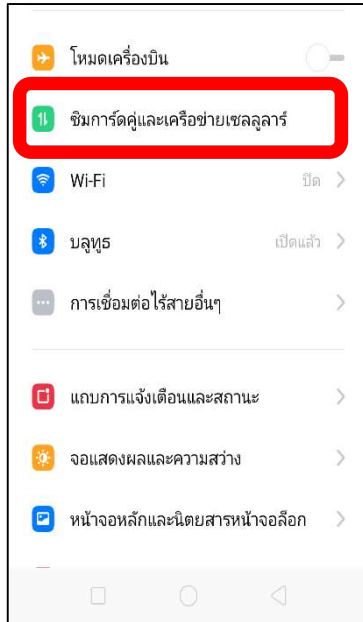 โหมดเครื่องบิน
ซิมการ์ดคู่และเครือข่ายเซลลูลาร์
Wi-Fi ปิด
บลูทูธ เปิดแล้ว
การเชื่อมต่อไร้สายอื่นๆ
แถบการแจ้งเตือนและสถานะ
จอแสดงผลและความสว่าง
หน้าจอหลักและนิตยสารหน้าจอล็อก